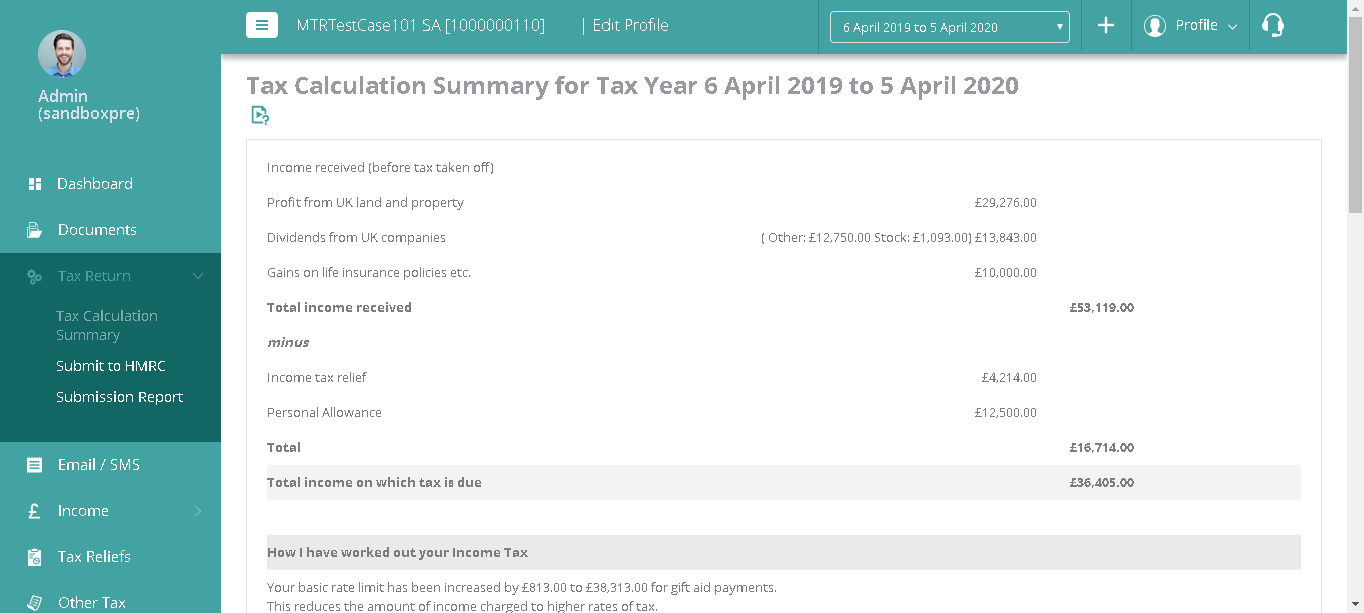 MTRTestCase101 SA [1000000110] | Edit Profile
6 April 2019 to 5 April 2020
Profile
Admin
(sandboxpre)
Dashboard
Documents
Tax Return
Tax Calculation
Summary
Submit to HMRC
Submission Report
Email / SMS
Income
Tax Reliefs
Other Tax
Tax Calculation Summary for Tax Year 6 April 2019 to 5 April 2020
Income received (before tax taken off)
Profit from UK land and property £29,276.00
Dividends from UK companies ( Other: £12,750.00 Stock: £1,093.00) £13,843.00
Gains on life insurance policies etc. £10,000.00
Total income received £53,119.00
minus
Income tax relief £4,214.00
Personal Allowance £12,500.00
Total £16,714.00
Total income on which tax is due £36,405.00
How I have worked out your Income Tax
Your basic rate limit has been increased by £813.00 to £38,313.00 for gift aid payments.
This reduces the amount of income charged to higher rates of tax.